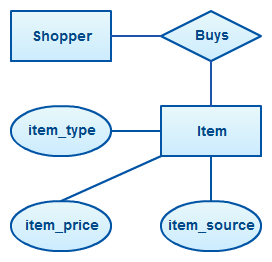 Shopper
Buys
item_type
Item
item_price
item_source